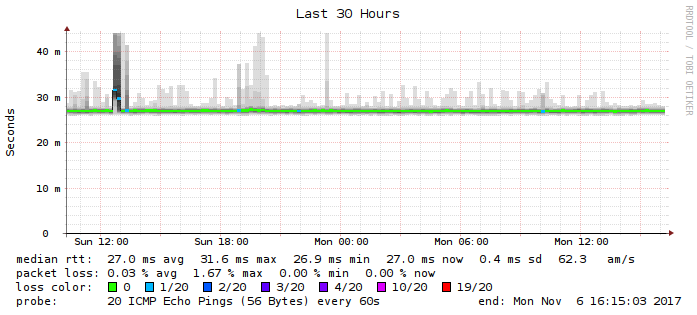 Last 30 Hours
RRDTOOL / TOBI OETIKER
Seconds
40 m
30 m
20 m
10 m
0
Sun 12:00 Sun 18:00 Mon 00:00 Mon 06:00 Mon 12:00
median rtt: 27.0 ms avg 31.6 ms max 26.9 ms min 27.0 ms now 0.4 ms sd 62.3 am/s
packet loss: 0.03 % avg 1.67 % max 0.00 % min 0.00 % now
loss color: 0 1/20 2/20 3/20 4/20 10/20 19/20
probe: 20 ICMP Echo Pings (56 Bytes) every 60s end: Mon Nov 6 16:15:03 2017